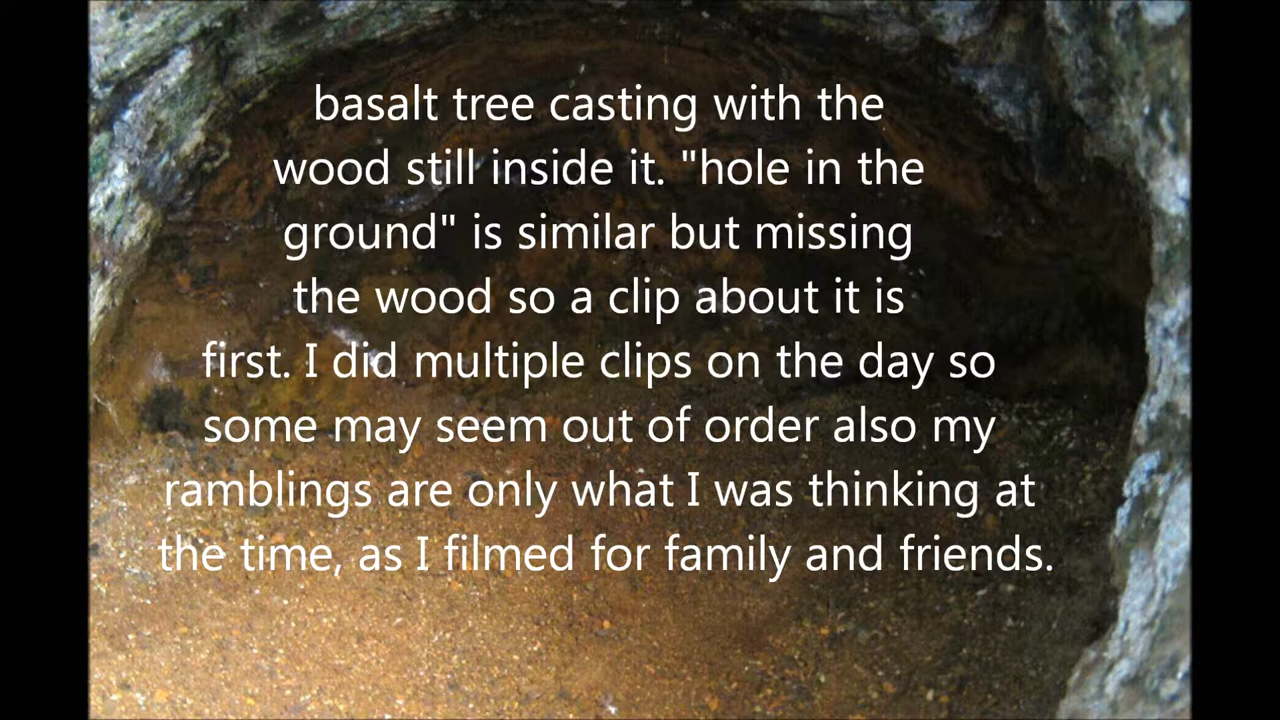 basalt tree casting with the
wood still inside it. "hole in the
ground" is similar but missing
the wood so a clip about it is
first. I did multiple clips on the day so
some may seem out of order also my
ramblings are only what I was thinking at
the time, as I filmed for family and friends.